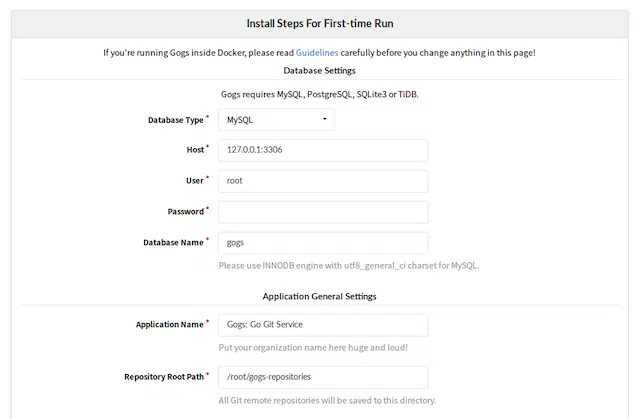 Install Steps For First-time Run
If you're running Gogs inside Docker, please read Guidelines carefully before you change anything in this page!
Database Settings
Gogs requires MySQL, PostgreSQL, SQLite3 or TiDB.
Database Type * MySQL
Host * 127.0.0.1:3306
User * root
Password *
Database Name * gogs
Please use INNODB engine with utf8_general_ci charset for MySQL.
Application General Settings
Application Name * Gogs: Go Git Service
Put your organization name here huge and loud!
Repository Root Path * /root/gogs-repositories
All Git remote repositories will be saved to this directory.